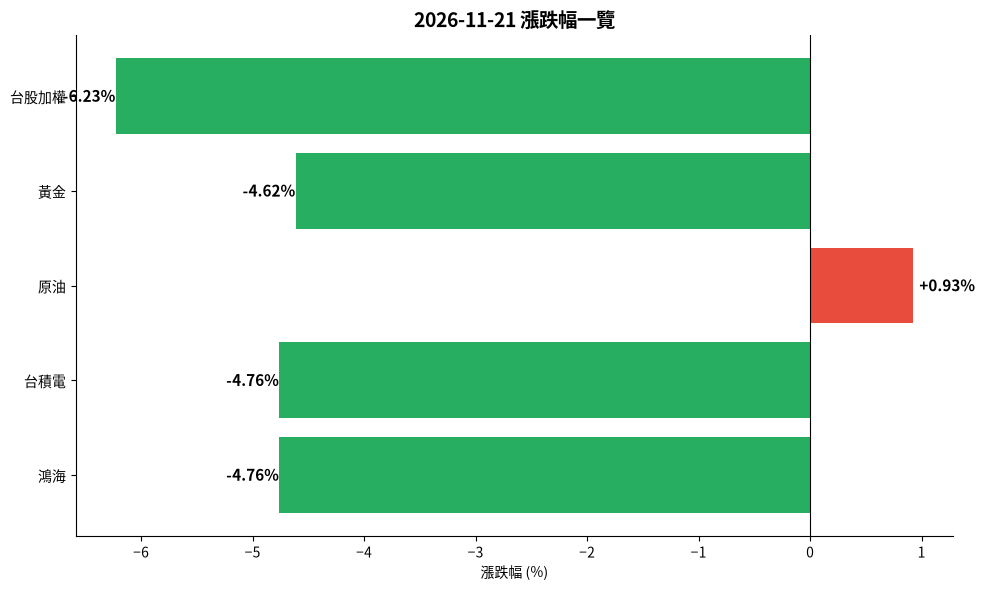 2026-11-21 漲跌幅一覽
台股加權 -6.23%
黃金 -4.62%
原油 +0.93%
台積電 -4.76%
鴻海 -4.76%
−6 −5 −4 −3 −2 −1 0 1
漲跌幅 (%)